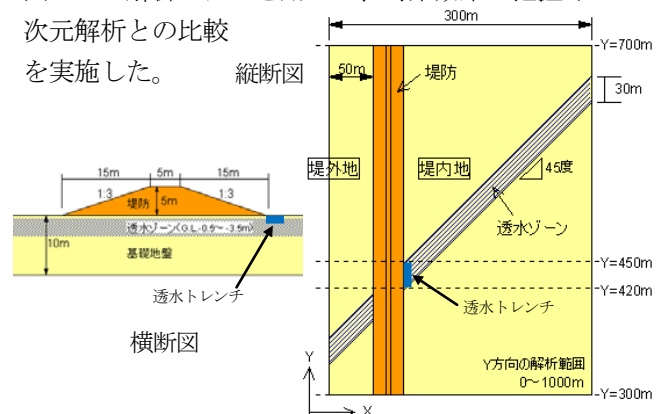 次元解析との比較
を実施した。
縦断図
300m
Y=700m
50m
堤防
30m
堤外地
堤内地
45度
透水ゾーン
Y=450m
Y=420m
透水トレンチ
Y方向の解析範囲
0~1000m
Y=300m
Y
X
15m
5m
15m
1:3
1:3
堤防
5m
透水ゾーン(G.L-0.5~-3.5m)
10m
基礎地盤
透水トレンチ
横断図